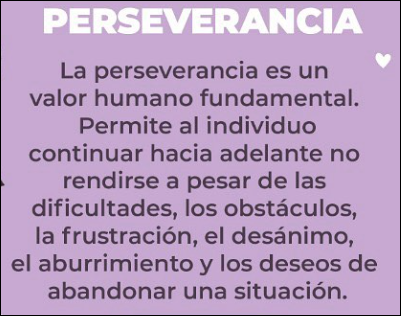 PERSEVERANCIA
La perseverancia es un
valor humano fundamental.
Permite al individuo
continuar hacia adelante no
rendirse a pesar de las
dificultades, los obstáculos,
la frustración, el desánimo,
el aburrimiento y los deseos de
abandonar una situación.